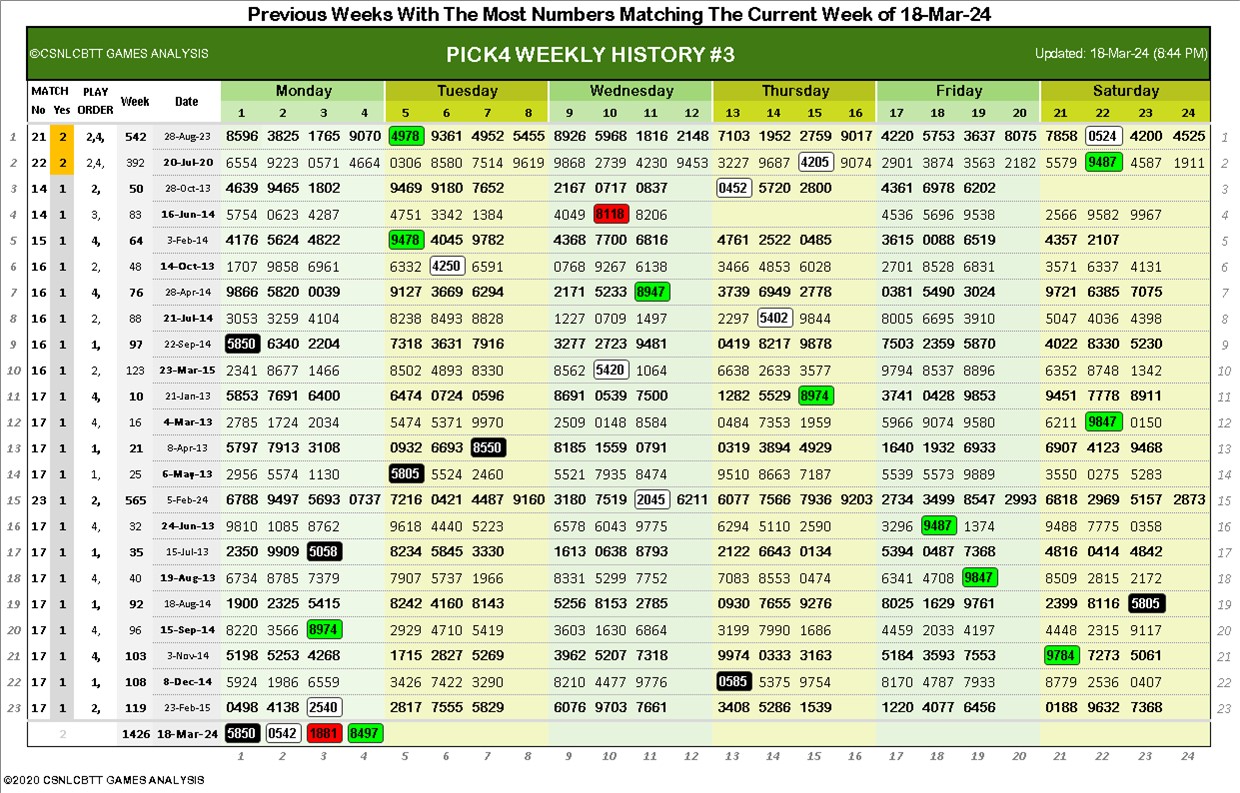 Previous Weeks With The Most Numbers Matching The Current Week of 18-Mar-24
©CSNLCBTT GAMES ANALYSIS PICK4 WEEKLY HISTORY #3 Updated: 18-Mar-24 (8:44 PM)
MATCH PLAY Week Date Monday Tuesday Wednesday Thursday Friday Saturday
No Yes ORDER 1 2 3 4 5 6 7 8 9 10 11 12 13 14 15 16 17 18 19 20 21 22 23 24
1 21 2 2,4, 542 28-Aug-23 8596 3825 1765 9070 4978 9361 4952 5455 8926 5968 1816 2148 7103 1952 2759 9017 4220 5753 3637 8075 7858 0524 4200 4525 1
2 22 2 2,4, 392 20-Jul-20 6554 9223 0571 4664 0306 8580 7514 9619 9868 2739 4230 9453 3227 9687 4205 9074 2901 3874 3563 2182 5579 9487 4587 1911 2
3 14 1 2, 50 28-Oct-13 4639 9465 1802 9469 9180 7652 2167 0717 0837 0452 5720 2800 4361 6978 6202 3
4 14 1 3, 83 16-Jun-14 5754 0623 4287 4751 3342 1384 4049 8118 8206 4536 5696 9538 2566 9582 9967 4
5 15 1 4, 64 3-Feb-14 4176 5624 4822 9478 4045 9782 4368 7700 6816 4761 2522 0485 3615 0088 6519 4357 2107 5
6 16 1 2, 48 14-Oct-13 1707 9858 6961 6332 4250 6591 0768 9267 6138 3466 4853 6028 2701 8528 6831 3571 6337 4131 6
7 16 1 4, 76 28-Apr-14 9866 5820 0039 9127 3669 6294 2171 5233 8947 3739 6949 2778 0381 5490 3024 9721 6385 7075 7
8 16 1 2, 88 21-Jul-14 3053 3259 4104 8238 8493 8828 1227 0709 1497 2297 5402 9844 8005 6695 3910 5047 4036 4398 8
9 16 1 1, 97 22-Sep-14 5850 6340 2204 7318 3631 7916 3277 2723 9481 0419 8217 9878 7503 2359 5870 4022 8330 5230 9
10 16 1 2, 123 23-Mar-15 2341 8677 1466 8502 4893 8330 8562 5420 1064 6638 2633 3577 9794 8537 8896 6352 8748 1342 10
11 17 1 4, 10 21-Jan-13 5853 7691 6400 6474 0724 0596 8691 0539 7500 1282 5529 8974 3741 0428 9853 9451 7778 8911 11
12 17 1 4, 16 4-Mar-13 2785 1724 2034 5474 5371 9970 2509 0148 8584 0484 7353 1959 5966 9074 9580 6211 9847 0150 12
13 17 1 1, 21 8-Apr-13 5797 7913 3108 0932 6693 8550 8185 1559 0791 0319 3894 4929 1640 1932 6933 6907 4123 9468 13
14 17 1 1, 25 6-May-13 2956 5574 1130 5805 5524 2460 5521 7935 8474 9510 8663 7187 5539 5573 9889 3550 0275 5283 14
15 23 1 2, 565 5-Feb-24 6788 9497 5693 0737 7216 0421 4487 9160 3180 7519 2045 6211 6077 7566 7936 9203 2734 3499 8547 2993 6818 2969 5157 2873 15
16 17 1 4, 32 24-Jun-13 9810 1085 8762 9618 4440 5223 6578 6043 9775 6294 5110 2590 3296 9487 1374 9488 7775 0358 16
17 17 1 1, 35 15-Jul-13 2350 9909 5058 8234 5845 3330 1613 0638 8793 2122 6643 0134 5394 0487 7368 4816 0414 4842 17
18 17 1 4, 40 19-Aug-13 6734 8785 7379 7907 5737 1966 8331 5299 7752 7083 8553 0474 6341 4708 9847 8509 2815 2172 18
19 17 1 1, 92 18-Aug-14 1900 2325 5415 8242 4160 8143 5256 8153 2785 0930 7655 9276 8025 1629 9761 2399 8116 5805 19
20 17 1 4, 96 15-Sep-14 8220 3566 8974 2929 4710 5419 3603 1630 6864 3199 7990 1686 4459 2033 4197 4448 2315 9117 20
21 17 1 4, 103 3-Nov-14 5198 5253 4268 1715 2827 5269 3962 5207 7318 9974 0333 3163 5184 3593 7553 9784 7273 5061 21
22 17 1 1, 108 8-Dec-14 5924 1986 6559 3426 7422 3290 8210 4477 9776 0585 5375 9754 8170 4787 7933 8779 2536 0407 22
23 17 1 2, 119 23-Feb-15 0498 4138 2540 2817 7555 5829 6076 9703 7661 3408 5286 1539 1220 4077 6456 0188 9632 7368 23
2 1426 18-Mar-24 5850 0542 1881 8497
1 2 3 4 5 6 7 8 9 10 11 12 13 14 15 16 17 18 19 20 21 22 23 24
©2020 CSNLCBTT GAMES ANALYSIS